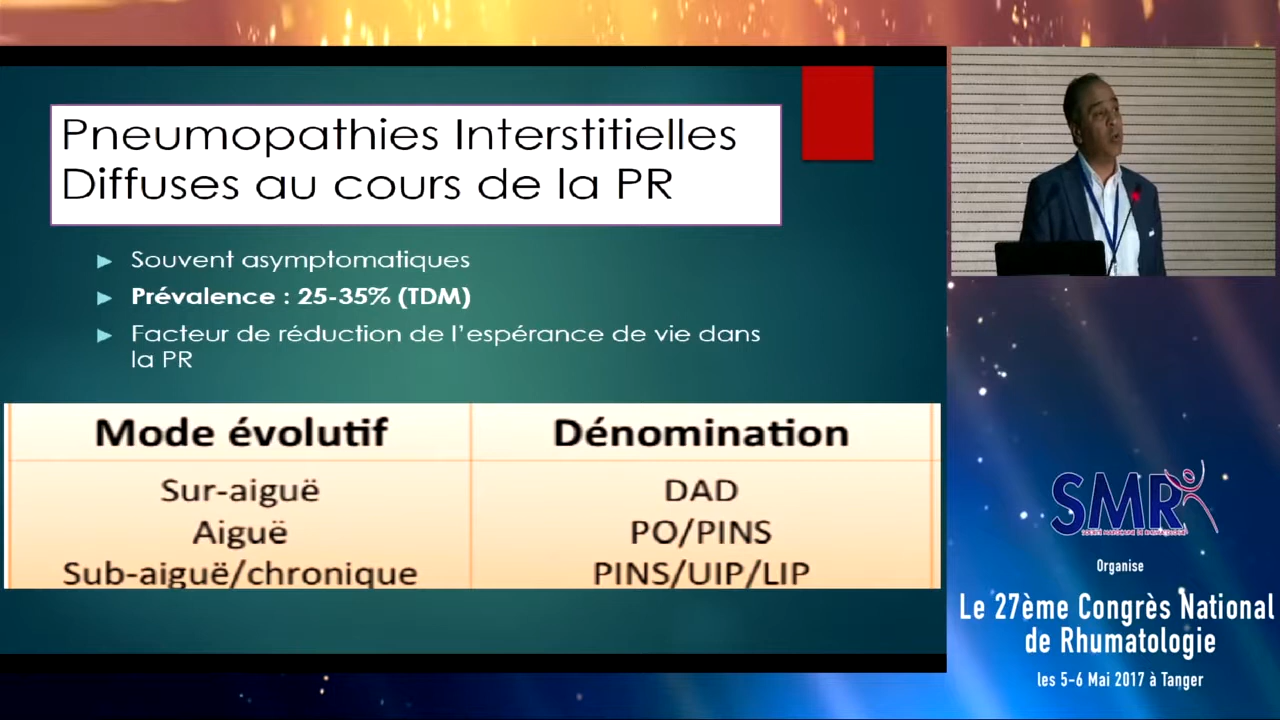 Pneumopathies Interstitielles
Diffuses au cours de la PR
Souvent asymptomatiques
Prévalence : 25-35% (TDM)
Facteur de réduction de l'espérance de vie dans
la PR
Mode évolutif
Dénomination
Sur-aiguë
DAD
Aiguë
PO/PINS
Sub-aiguë/chronique
PINS/UIP/LIP
SMR
Organise
Le 27ème Congrès National
de Rhumatologie
les 5-6 Mai 2017 à Tanger